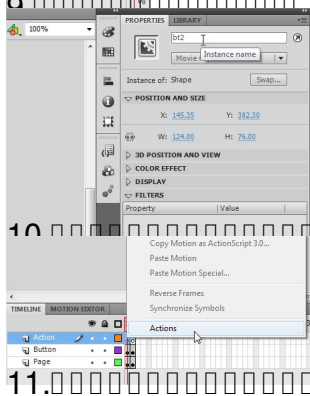 9
100%
PROPERTIES LIBRARY
bt2
Instance name
Movie
Instance of: Shape Swap...
POSITION AND SIZE
X: 145,35 Y: 382,30
W: 124,00 H: 76,00
3D POSITION AND VIEW
COLOR EFFECT
DISPLAY
FILTERS
Property Value
10.
Copy Motion as ActionScript 3.0...
Paste Motion
Paste Motion Special...
Reverse Frames
Synchronize Symbols
Actions
TIMELINE MOTION EDITOR
Action
Button
Page
11.